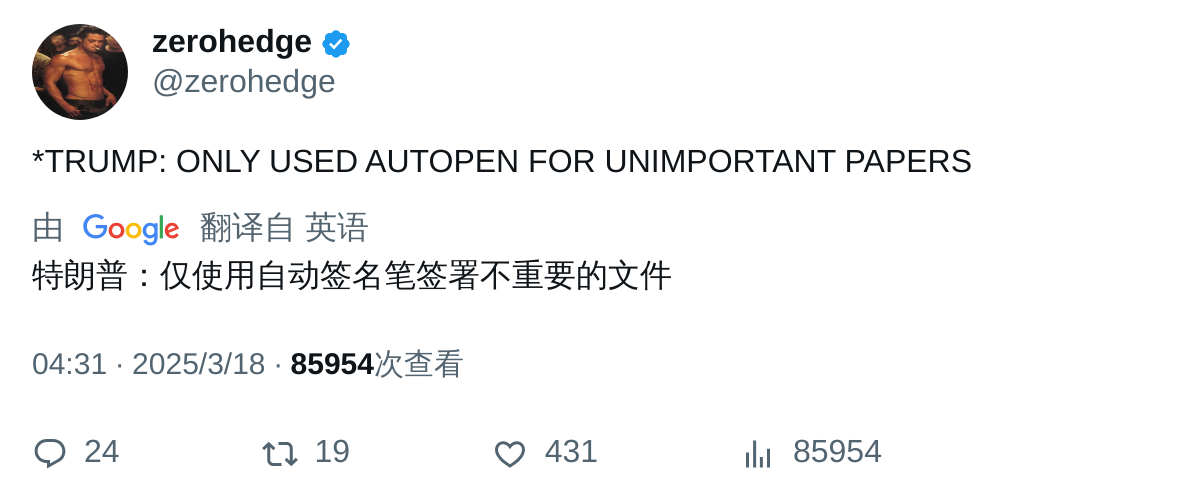 zerohedge
@zerohedge
*TRUMP: ONLY USED AUTOPEN FOR UNIMPORTANT PAPERS
由 Google 翻译自 英语
特朗普：仅使用自动签名笔签署不重要的文件
04:31 · 2025/3/18 · 85954次查看
24 19 431 85954